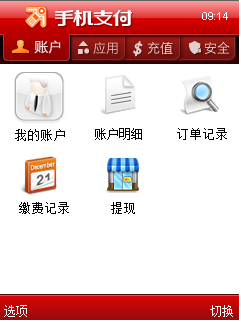 手机支付 09:14
账户 应用 充值 安全
我的账户 账户明细 订单记录
December
21
缴费记录 提现
选项 切换